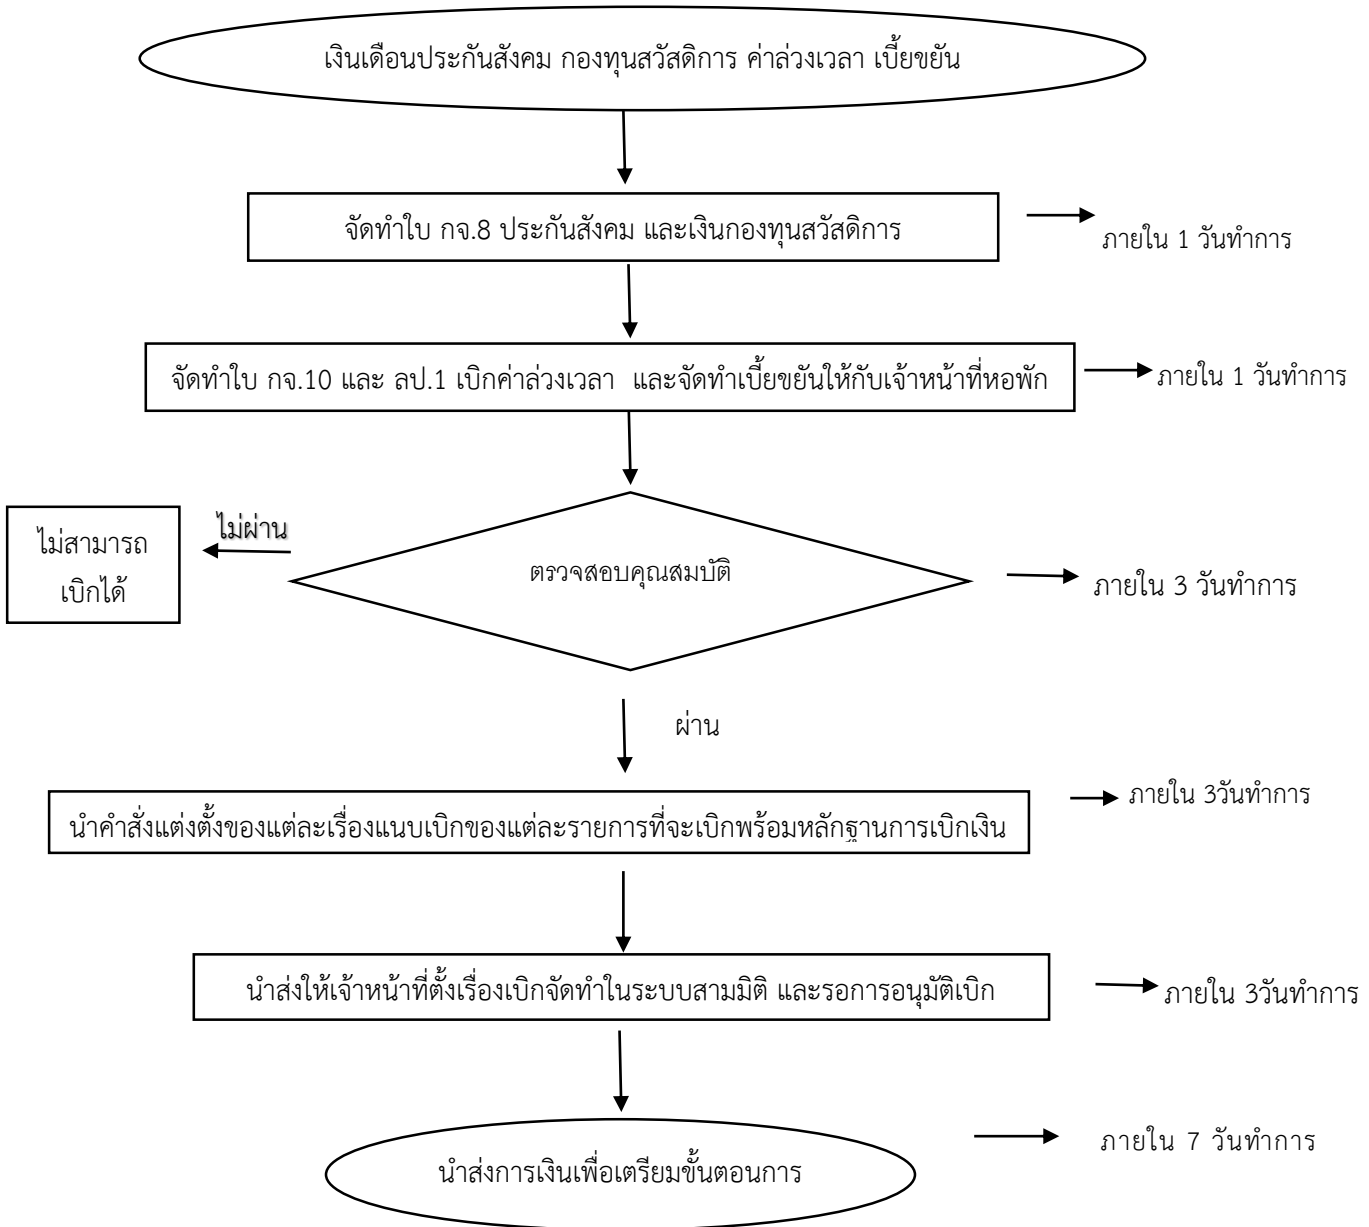 เงินเดือนประกันสังคม กองทุนสวัสดิการ ค่าล่วงเวลา เบี้ยขยัน
จัดทำใบ กจ.8 ประกันสังคม และเงินกองทุนสวัสดิการ
ภายใน 1 วันทำการ
จัดทำใบ กจ.10 และ ลป.1 เบิกค่าล่วงเวลา และจัดทำเบี้ยขยันให้กับเจ้าหน้าที่หอพัก
ภายใน 1 วันทำการ
ไม่สามารถ
เบิกได้
ไม่ผ่าน
ตรวจสอบคุณสมบัติ
ภายใน 3 วันทำการ
ผ่าน
นำคำสั่งแต่งตั้งของแต่ละเรื่องแนบเบิกของแต่ละรายการที่จะเบิกพร้อมหลักฐานการเบิกเงิน
ภายใน 3วันทำการ
นำส่งให้เจ้าหน้าที่ตั้งเรื่องเบิกจัดทำในระบบสามมิติ และรอการอนุมัติเบิก
ภายใน 3วันทำการ
นำส่งการเงินเพื่อเตรียมขั้นตอนการ
ภายใน 7 วันทำการ